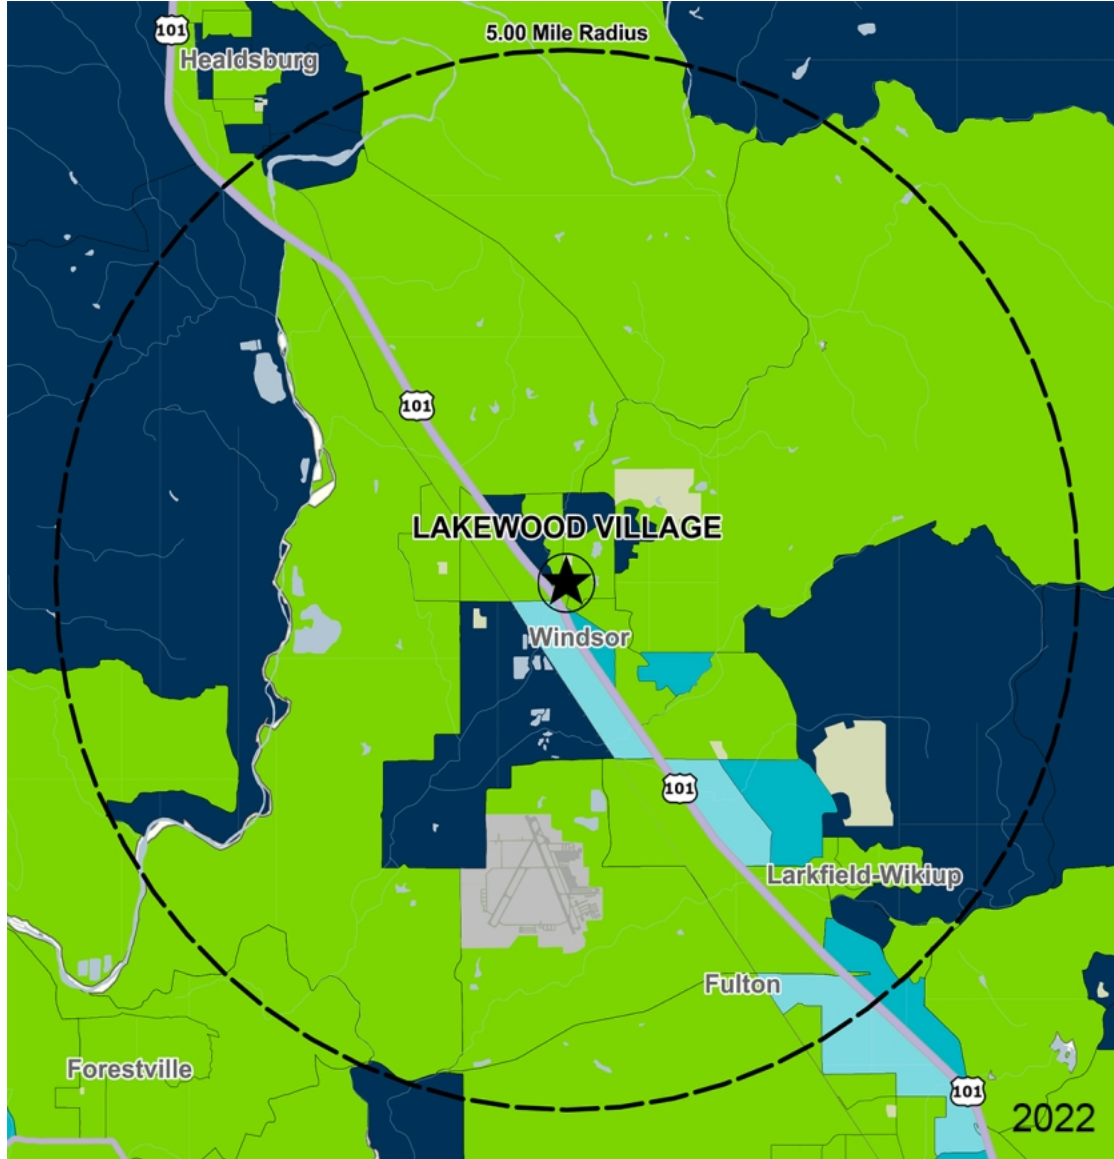 101
5.00 Mile Radius
Healdsburg
101
LAKEWOOD VILLAGE
Windsor
101
Larkfield-Wikiup
Fulton
Forestville
101
2022